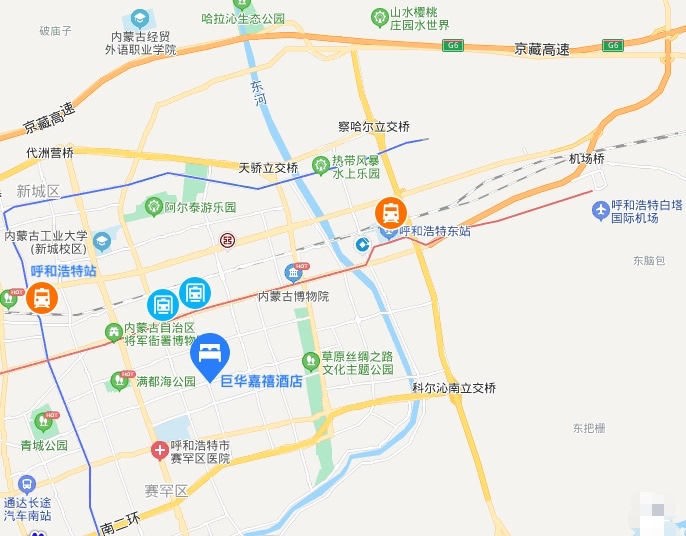 哈拉沁生态公园
山水樱桃
庄园水世界
破庙子
内蒙古经贸
外语职业学院
G6
京藏高速
G6
东河
京藏高速
察哈尔立交桥
代洲营桥
天骄立交桥
热带风暴
水上乐园
机场桥
新城区
阿尔泰游乐园
呼和浩特白塔
国际机场
内蒙古工业大学
(新城校区)
呼和浩特东站
东脑包
呼和浩特站
HOT
HOT
内蒙古博物院
内蒙古自治区
将军衙署博物
草原丝绸之路
文化主题公园
HOT
满都海公园
巨华嘉禧酒店
科尔沁南立交桥
HOT
青城公园
东把栅
呼和浩特市
赛罕区医院
赛罕区
通达长途
汽车南站
南二环